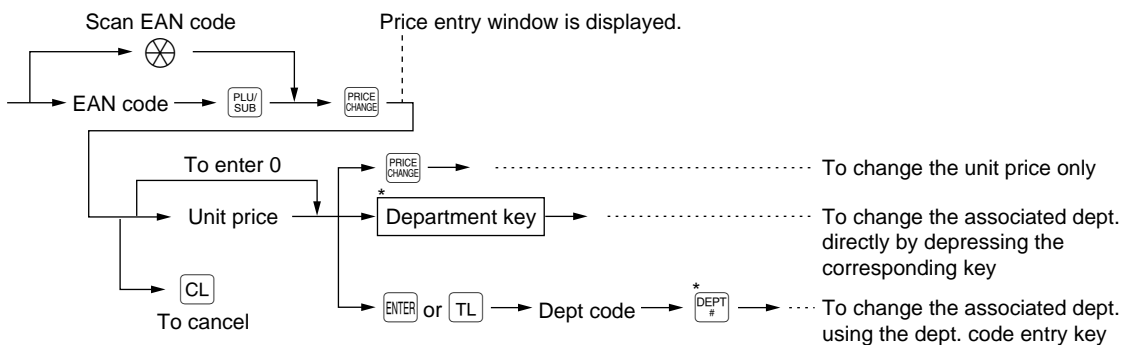 Scan EAN code
Price entry window is displayed.
EAN code
PLU/
SUB
PRICE
CHANGE
To enter 0
PRICE
CHANGE
To change the unit price only
*
Unit price
Department key
To change the associated dept.
directly by depressing the
corresponding key
CL
To cancel
ENTER or TL
Dept code
*
DEPT
#
To change the associated dept.
using the dept. code entry key